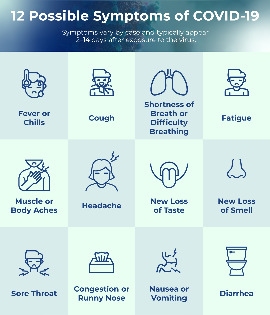 12 Possible Symptoms of COVID-19
Symptoms vary by case and typically appear
2-14 days after exposure to the virus.
Fever or
Chills
Cough
Shortness of
Breath or
Difficulty
Breathing
Fatigue
Muscle or
Body Aches
Headache
New Loss
of Taste
New Loss
of Smell
Sore Throat
Congestion or
Runny Nose
Nausea or
Vomiting
Diarrhea